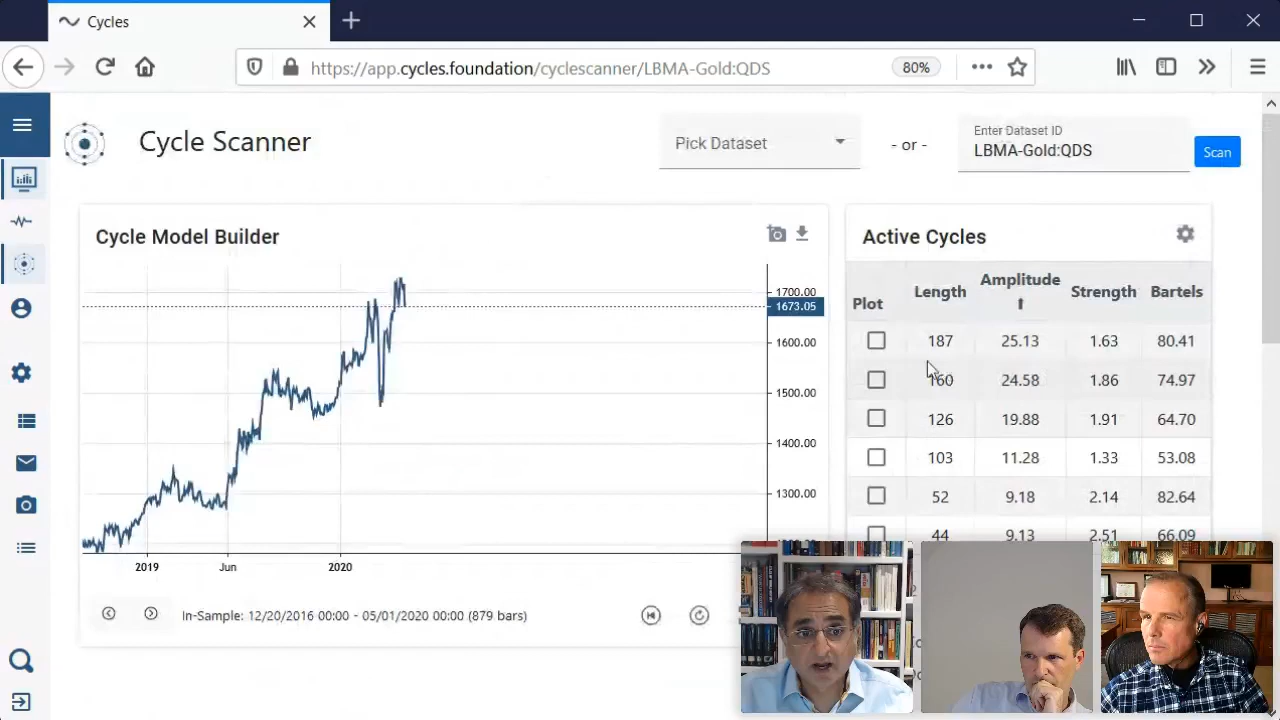 Cycles
https://app.cycles.foundation/cyclescanner/LBMA-Gold:QDS
80%
Cycle Scanner
Pick Dataset
- or -
Enter Dataset ID
LBMA-Gold:QDS
Scan
Cycle Model Builder
1700.00
1673.05
1600.00
1500.00
1400.00
1300.00
2019
Jun
2020
In-Sample: 12/20/2016 00:00 - 05/01/2020 00:00 (879 bars)
Active Cycles
Plot Length Amplitude Strength Bartels
187 25.13 1.63 80.41
160 24.58 1.86 74.97
126 19.88 1.91 64.70
103 11.28 1.33 53.08
52 9.18 2.14 82.64
44 9.13 2.51 66.09